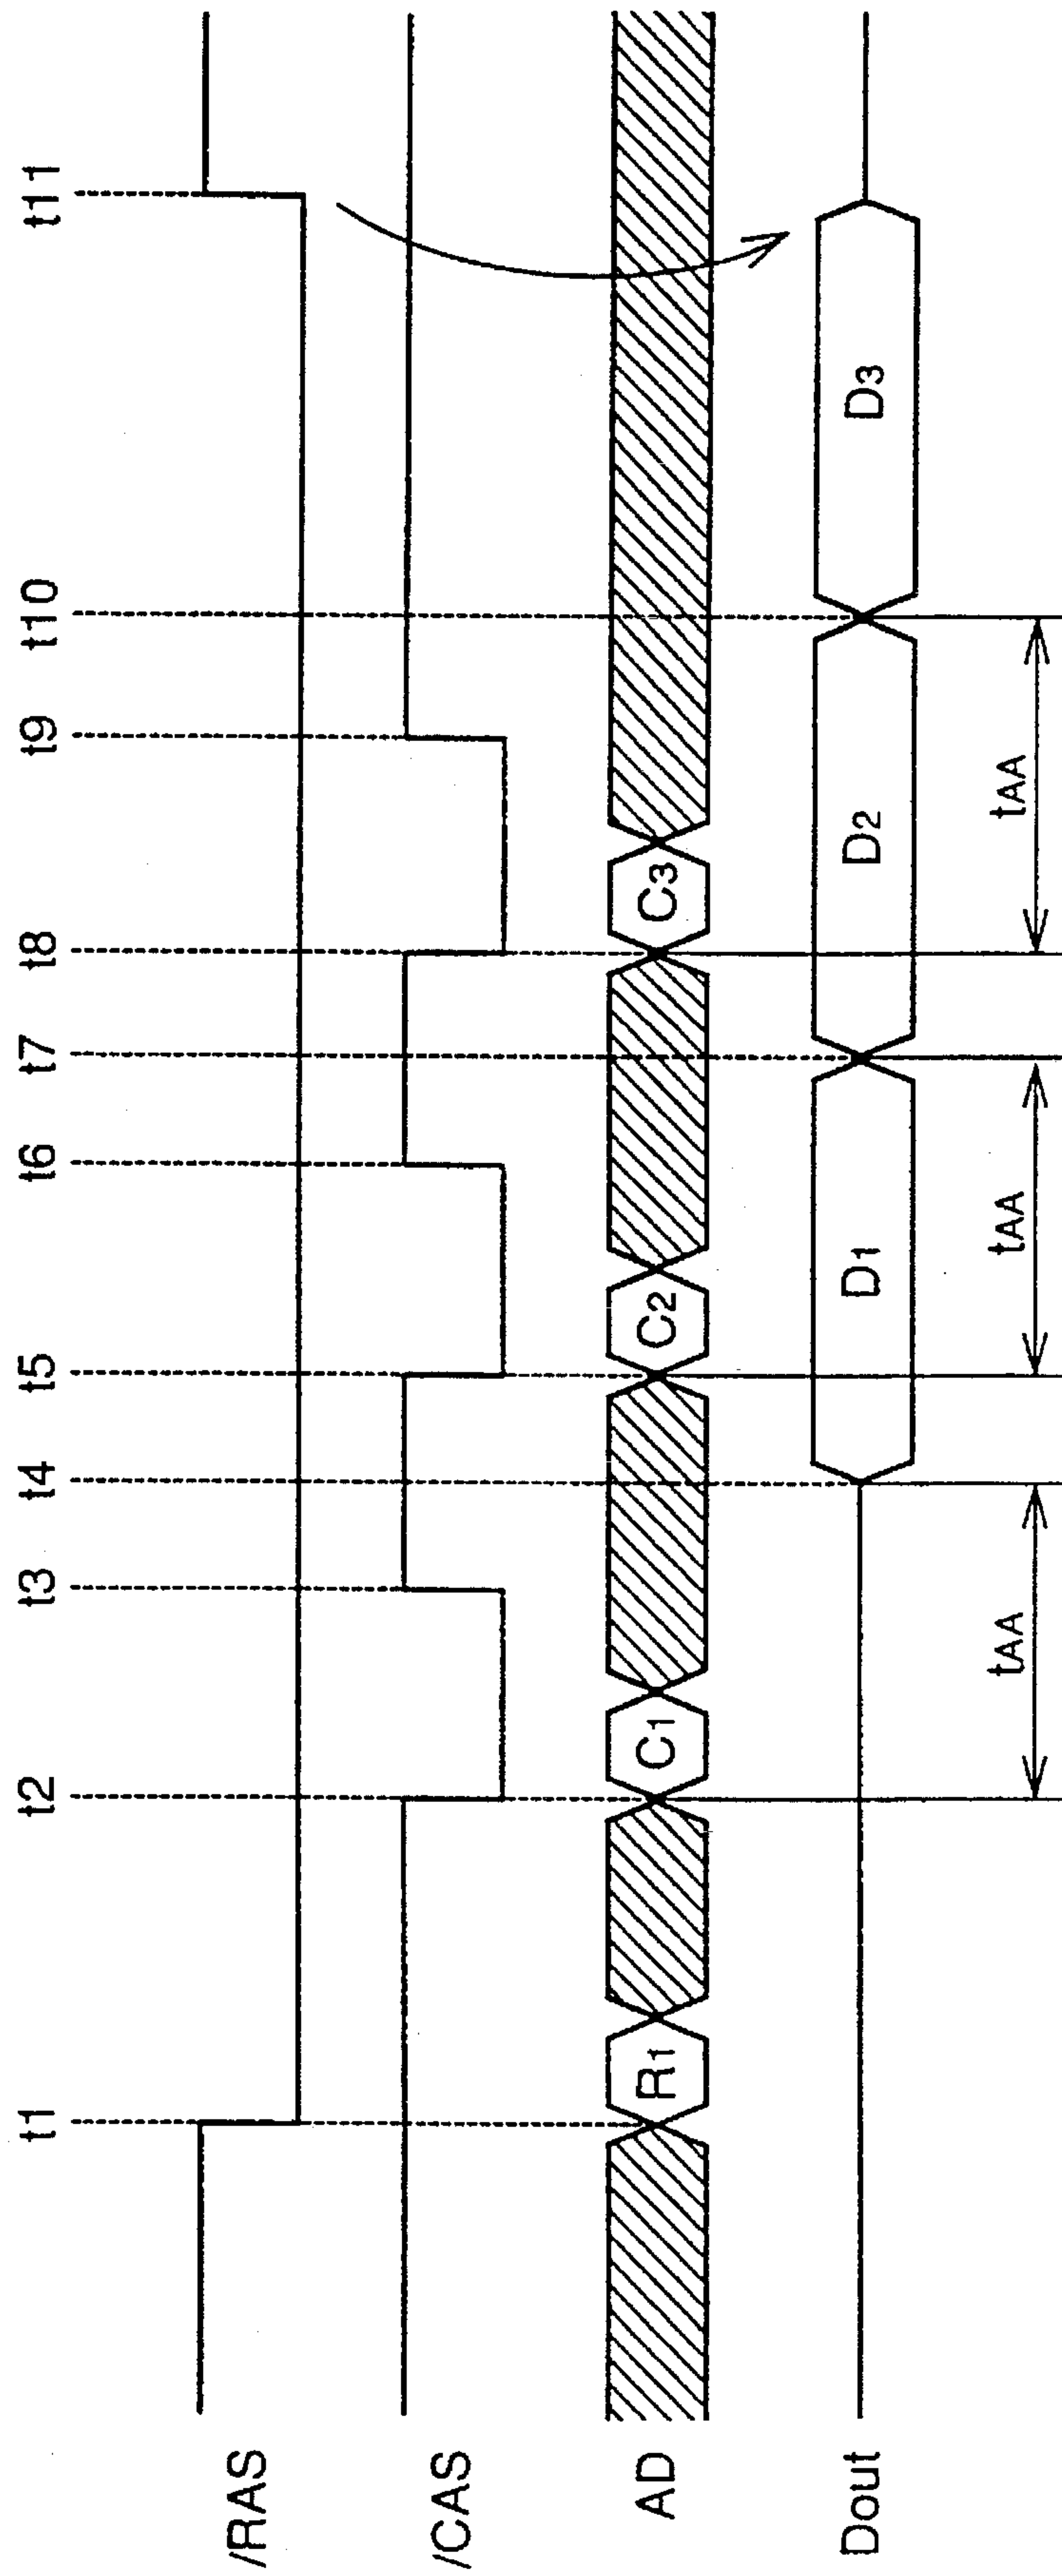 t1 t2 t3 t4 t5 t6 t7 t8 t9 t10 t11
/RAS
/CAS
AD R1 C1 C2 C3
Dout D1 D2 D3
tAA tAA tAA